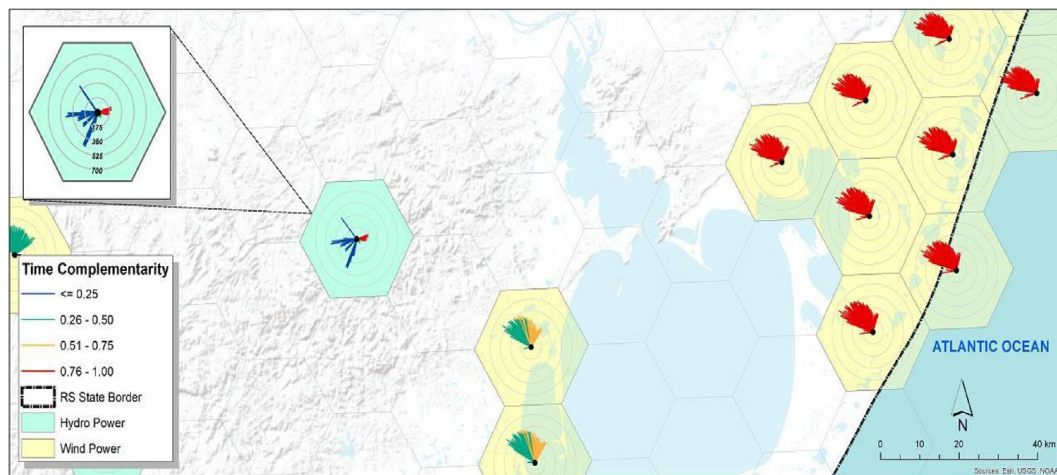 175
350
525
700
Time Complementarity
<= 0.25
0.26 - 0.50
0.51 - 0.75
0.76 - 1.00
RS State Border
Hydro Power
Wind Power
ATLANTIC OCEAN
N
0 10 20 40 km
Sources: Esri, USGS, NOAA